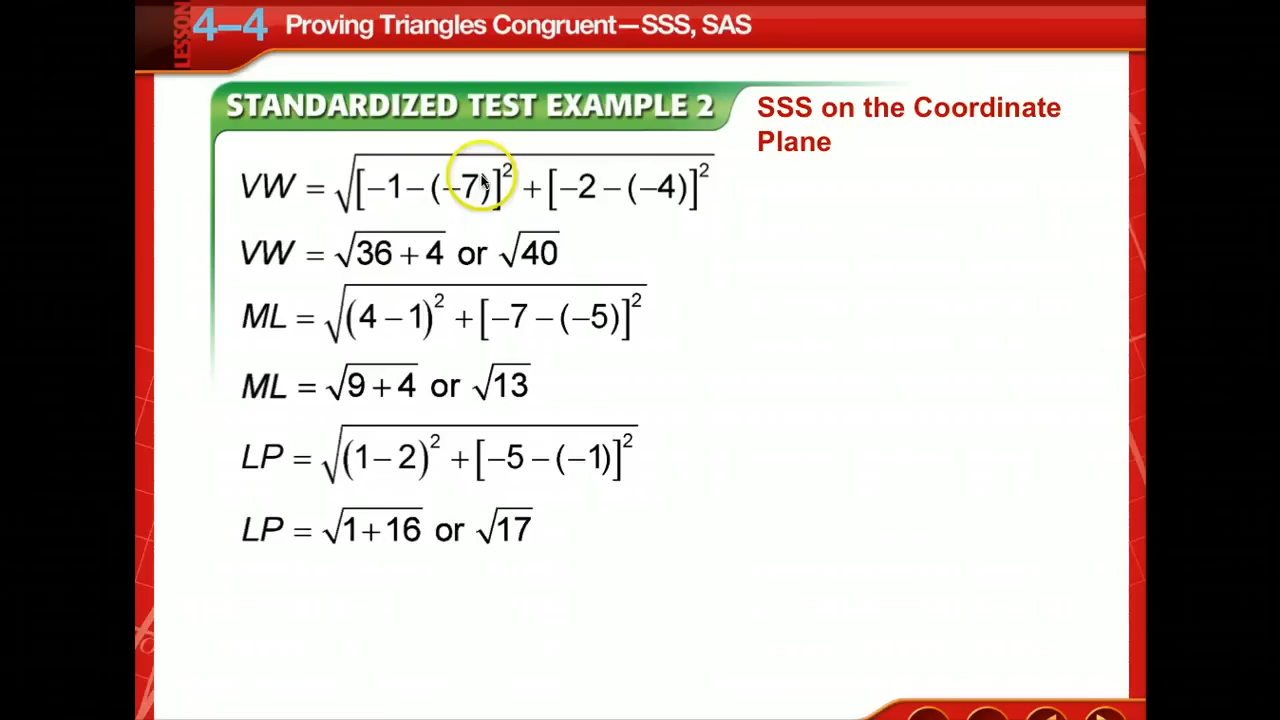 LESSON 4–4 Proving Triangles Congruent—SSS, SAS
STANDARDIZED TEST EXAMPLE 2
SSS on the Coordinate
Plane
VW = √[−1−(−7)]² + [−2−(−4)]²
VW = √36+4 or √40
ML = √(4−1)² + [−7−(−5)]²
ML = √9+4 or √13
LP = √(1−2)² + [−5−(−1)]²
LP = √1+16 or √17